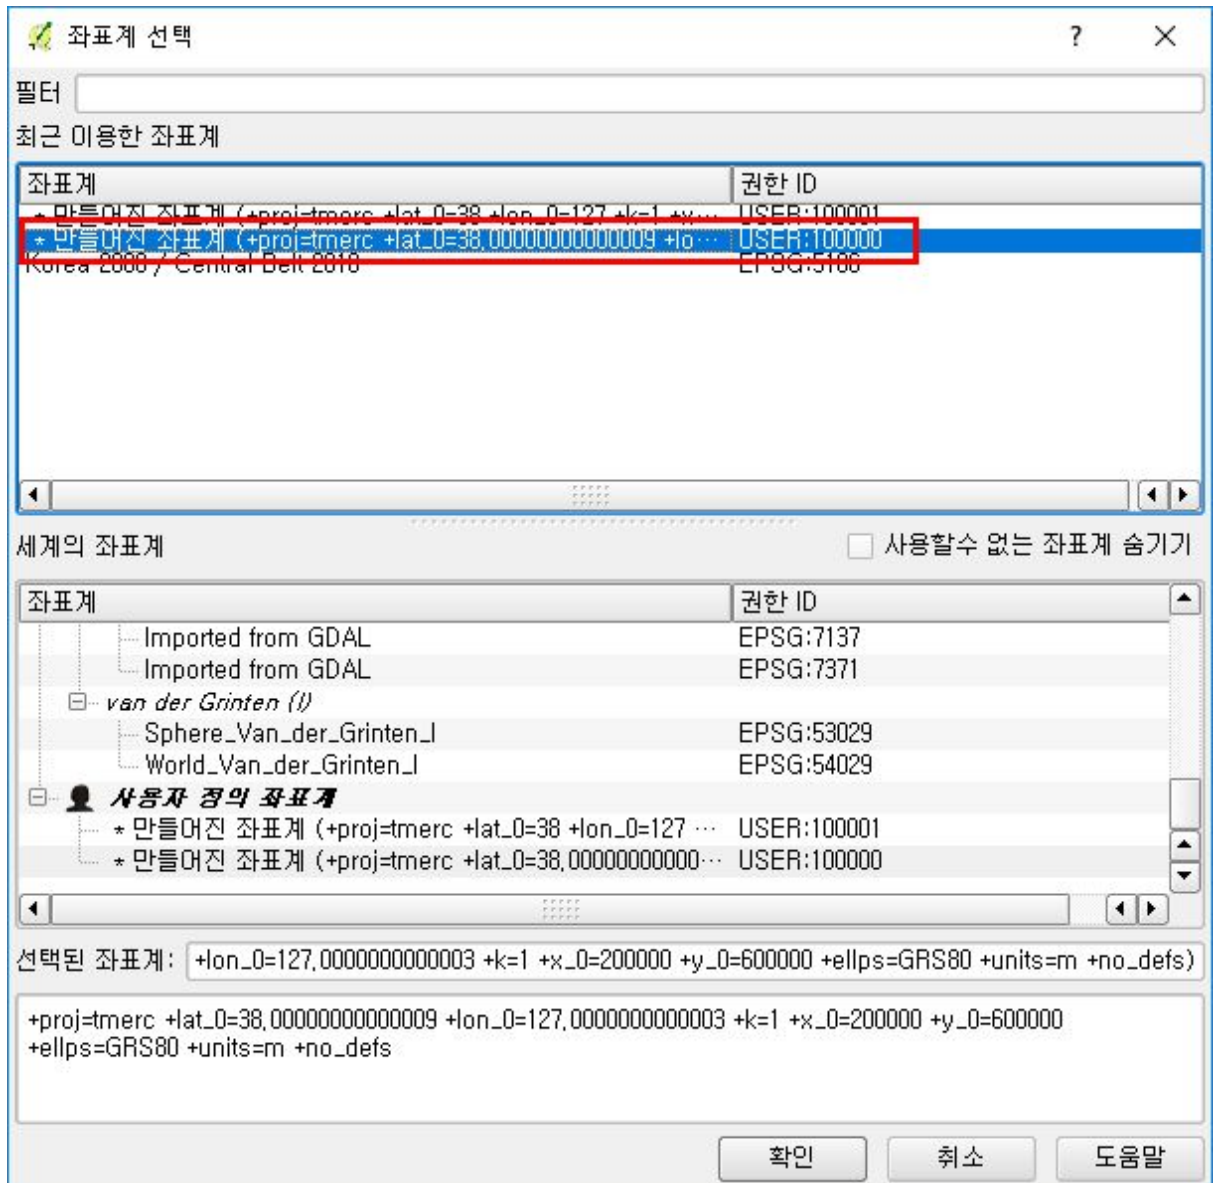 좌표계 선택
필터
최근 이용한 좌표계
좌표계 권한 ID
* 만들어진 좌표계 (+proj=tmerc +lat_0=38 +lon_0=127 +k=1 +x… USER:100001
* 만들어진 좌표계 (+proj=tmerc +lat_0=38.00000000000009 +lo… USER:100000
Korea 2000 / Central Belt 2010 EPSG:5186
세계의 좌표계
사용할수 없는 좌표계 숨기기
좌표계 권한 ID
Imported from GDAL EPSG:7137
Imported from GDAL EPSG:7371
van der Grinten (I)
Sphere_Van_der_Grinten_I EPSG:53029
World_Van_der_Grinten_I EPSG:54029
사용자 정의 좌표계
* 만들어진 좌표계 (+proj=tmerc +lat_0=38 +lon_0=127 … USER:100001
* 만들어진 좌표계 (+proj=tmerc +lat_0=38.00000000000… USER:100000
선택된 좌표계: +lon_0=127.0000000000003 +k=1 +x_0=200000 +y_0=600000 +ellps=GRS80 +units=m +no_defs)
+proj=tmerc +lat_0=38.00000000000009 +lon_0=127.0000000000003 +k=1 +x_0=200000 +y_0=600000
+ellps=GRS80 +units=m +no_defs
확인 취소 도움말